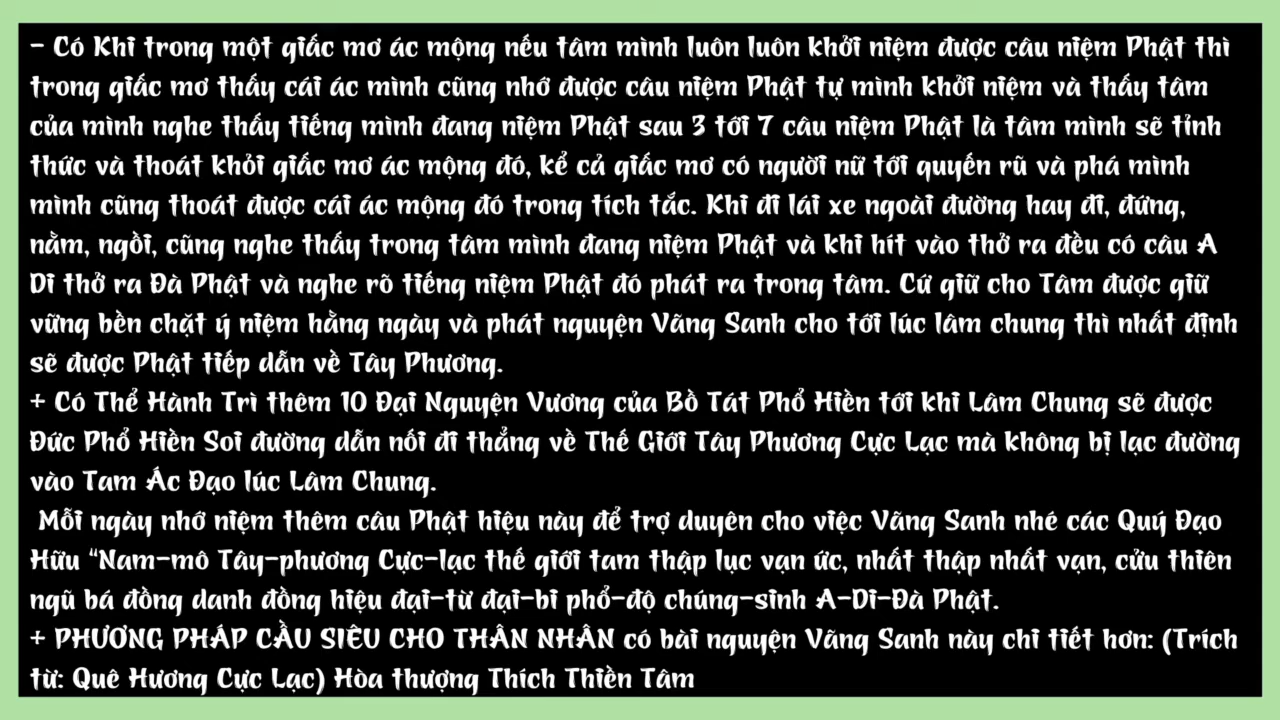 - Có Khi trong một giấc mơ ác mộng nếu tâm mình luôn luôn khởi niệm được câu niệm Phật thì
trong giấc mơ thấy cái ác mình cũng nhớ được câu niệm Phật tự mình khởi niệm và thấy tâm
của mình nghe thấy tiếng mình đang niệm Phật sau 3 tới 7 câu niệm Phật là tâm mình sẽ tỉnh
thức và thoát khỏi giấc mơ ác mộng đó, kể cả giấc mơ có người nữ tới quyến rũ và phá mình
mình cũng thoát được cái ác mộng đó trong tích tắc. Khi đi lái xe ngoài đường hay đi, đứng,
nằm, ngồi, cũng nghe thấy trong tâm mình đang niệm Phật và khi hít vào thở ra đều có câu A
Di thở ra Đà Phật và nghe rõ tiếng niệm Phật đó phát ra trong tâm. Cứ giữ cho Tâm được giữ
vững bền chặt ý niệm hằng ngày và phát nguyện Vãng Sanh cho tới lúc lâm chung thì nhất định
sẽ được Phật tiếp dẫn về Tây Phương.
+ Có Thể Hành Trì thêm 10 Đại Nguyện Vương của Bồ Tát Phổ Hiền tới khi Lâm Chung sẽ được
Đức Phổ Hiền Soi đường dẫn nối đi thẳng về Thế Giới Tây Phương Cực Lạc mà không bị lạc đường
vào Tam Ác Đạo lúc Lâm Chung.
Mỗi ngày nhớ niệm thêm câu Phật hiệu này để trợ duyên cho việc Vãng Sanh nhé các Quý Đạo
Hữu “Nam-mô Tây-phương Cực-lạc thế giới tam thập lục vạn ức, nhất thập nhất vạn, cửu thiên
ngũ bá đồng danh đồng hiệu đại-từ đại-bi phổ-độ chúng-sinh A-Di-Đà Phật.
+ PHƯƠNG PHÁP CẦU SIÊU CHO THÂN NHÂN có bài nguyện Vãng Sanh này chi tiết hơn: (Trích
từ: Quê Hương Cực Lạc) Hòa thượng Thích Thiền Tâm